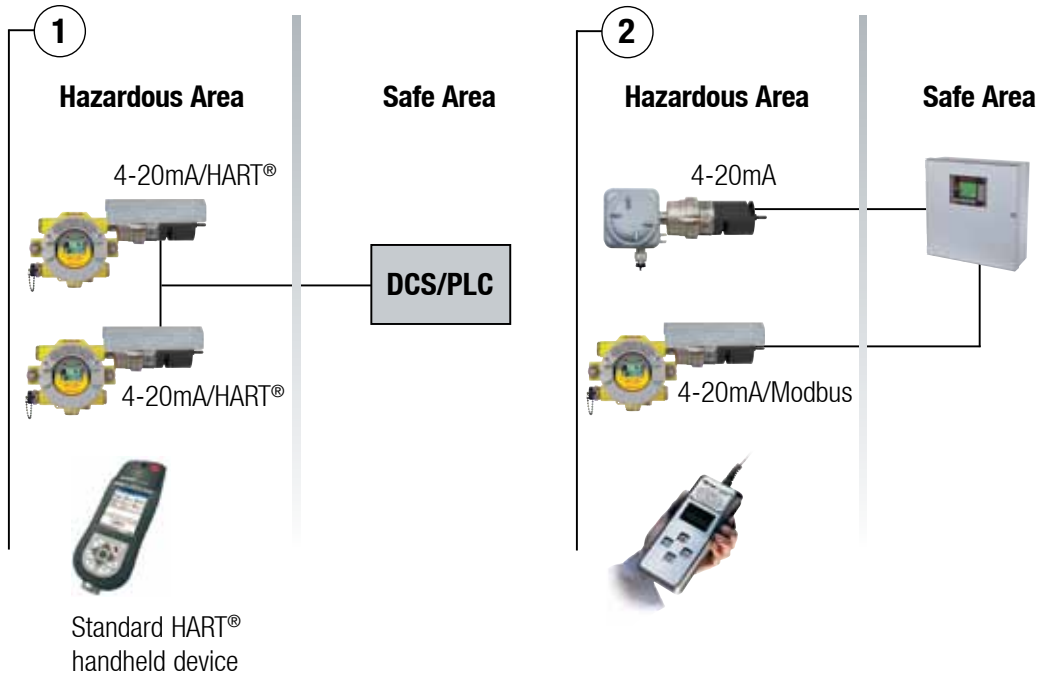 1
Hazardous Area
Safe Area
4-20mA/HART®
DCS/PLC
4-20mA/HART®
Standard HART®
handheld device
2
Hazardous Area
Safe Area
4-20mA
4-20mA/Modbus